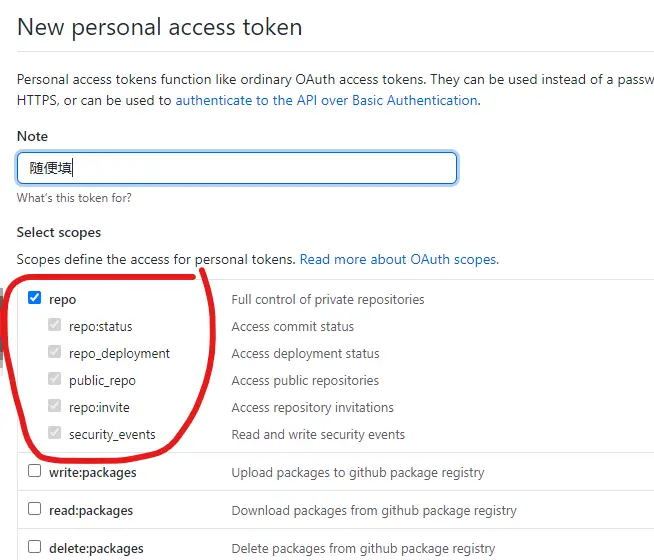 New personal access token
Personal access tokens function like ordinary OAuth access tokens. They can be used instead of a
HTTPS, or can be used to authenticate to the API over Basic Authentication.
Note
随便填
What's this token for?
Select scopes
Scopes define the access for personal tokens. Read more about OAuth scopes.
repo Full control of private repositories
repo:status Access commit status
repo_deployment Access deployment status
public_repo Access public repositories
repo:invite Access repository invitations
security_events Read and write security events
write:packages Upload packages to github package registry
read:packages Download packages from github package registry
delete:packages Delete packages from github package registry